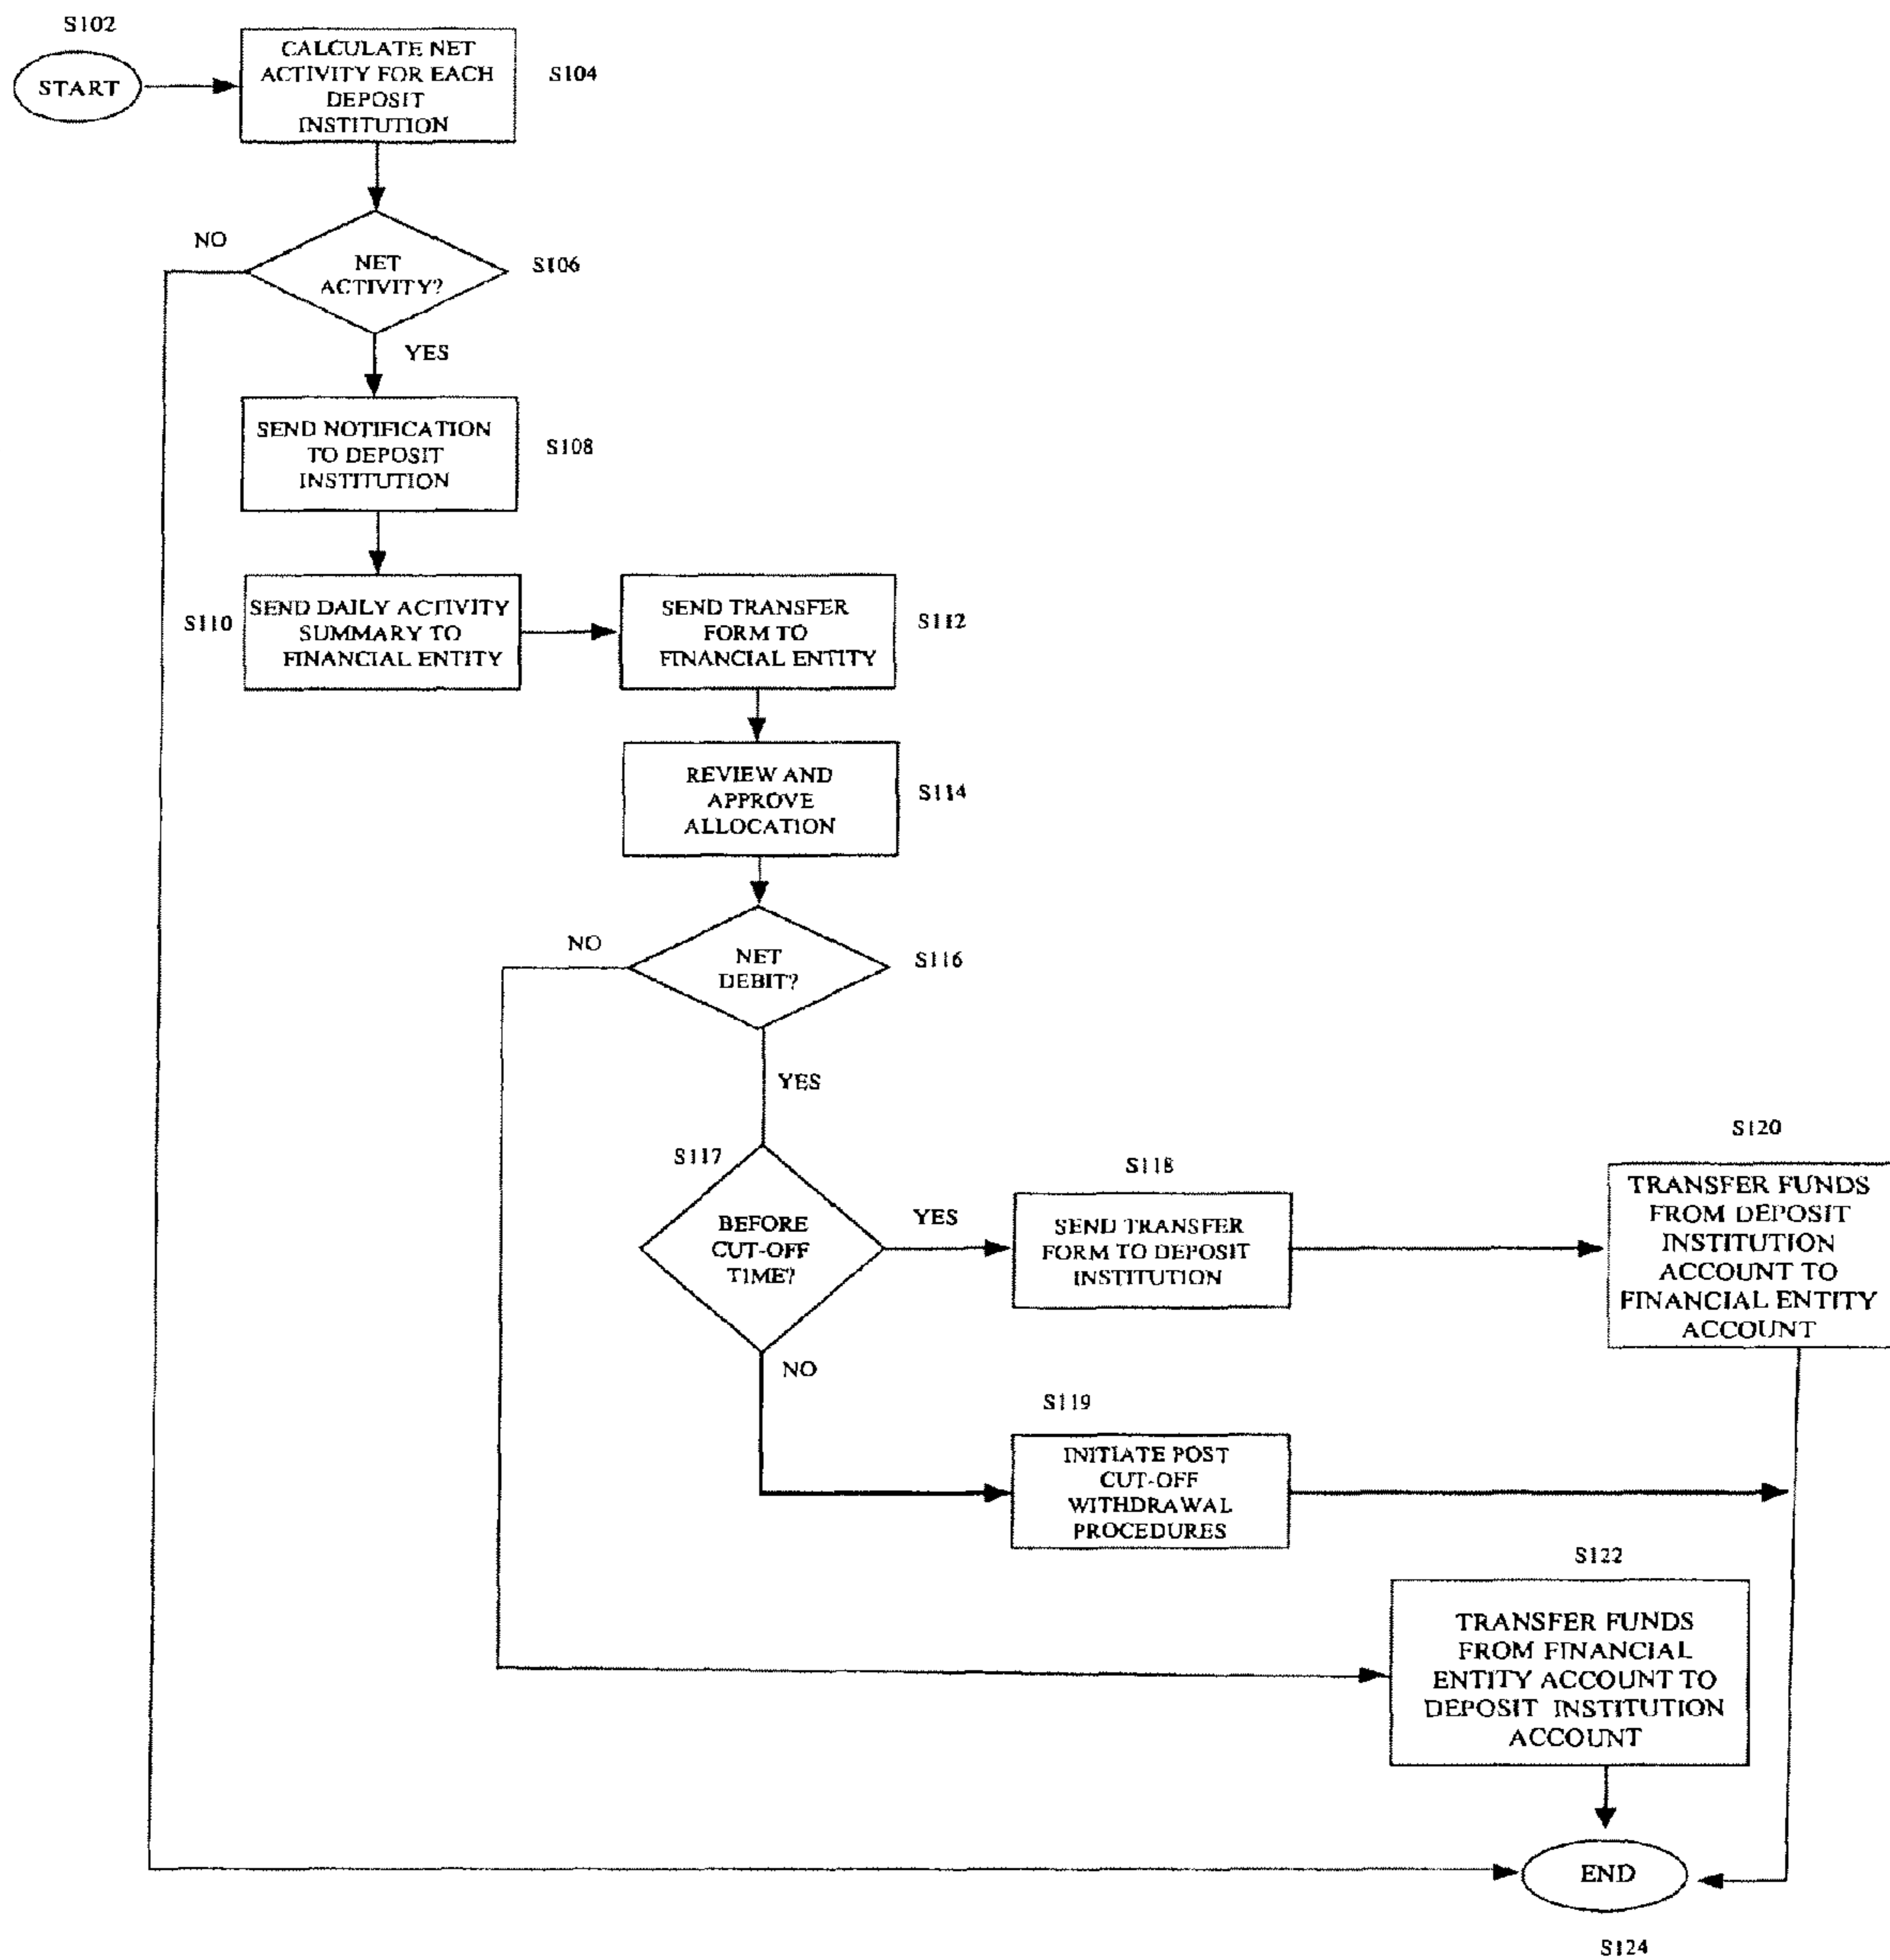 S102
START
CALCULATE NET
ACTIVITY FOR EACH
DEPOSIT
INSTITUTION
S104
NO
NET
ACTIVITY?
S106
YES
SEND NOTIFICATION
TO DEPOSIT
INSTITUTION
S108
S110
SEND DAILY ACTIVITY
SUMMARY TO
FINANCIAL ENTITY
SEND TRANSFER
FORM TO
FINANCIAL ENTITY
S112
REVIEW AND
APPROVE
ALLOCATION
S114
NO
NET
DEBIT?
S116
YES
S117
BEFORE
CUT-OFF
TIME?
YES
S118
SEND TRANSFER
FORM TO DEPOSIT
INSTITUTION
S120
TRANSFER FUNDS
FROM DEPOSIT
INSTITUTION
ACCOUNT TO
FINANCIAL ENTITY
ACCOUNT
NO
S119
INITIATE POST
CUT-OFF
WITHDRAWAL
PROCEDURES
S122
TRANSFER FUNDS
FROM FINANCIAL
ENTITY ACCOUNT TO
DEPOSIT INSTITUTION
ACCOUNT
END
S124